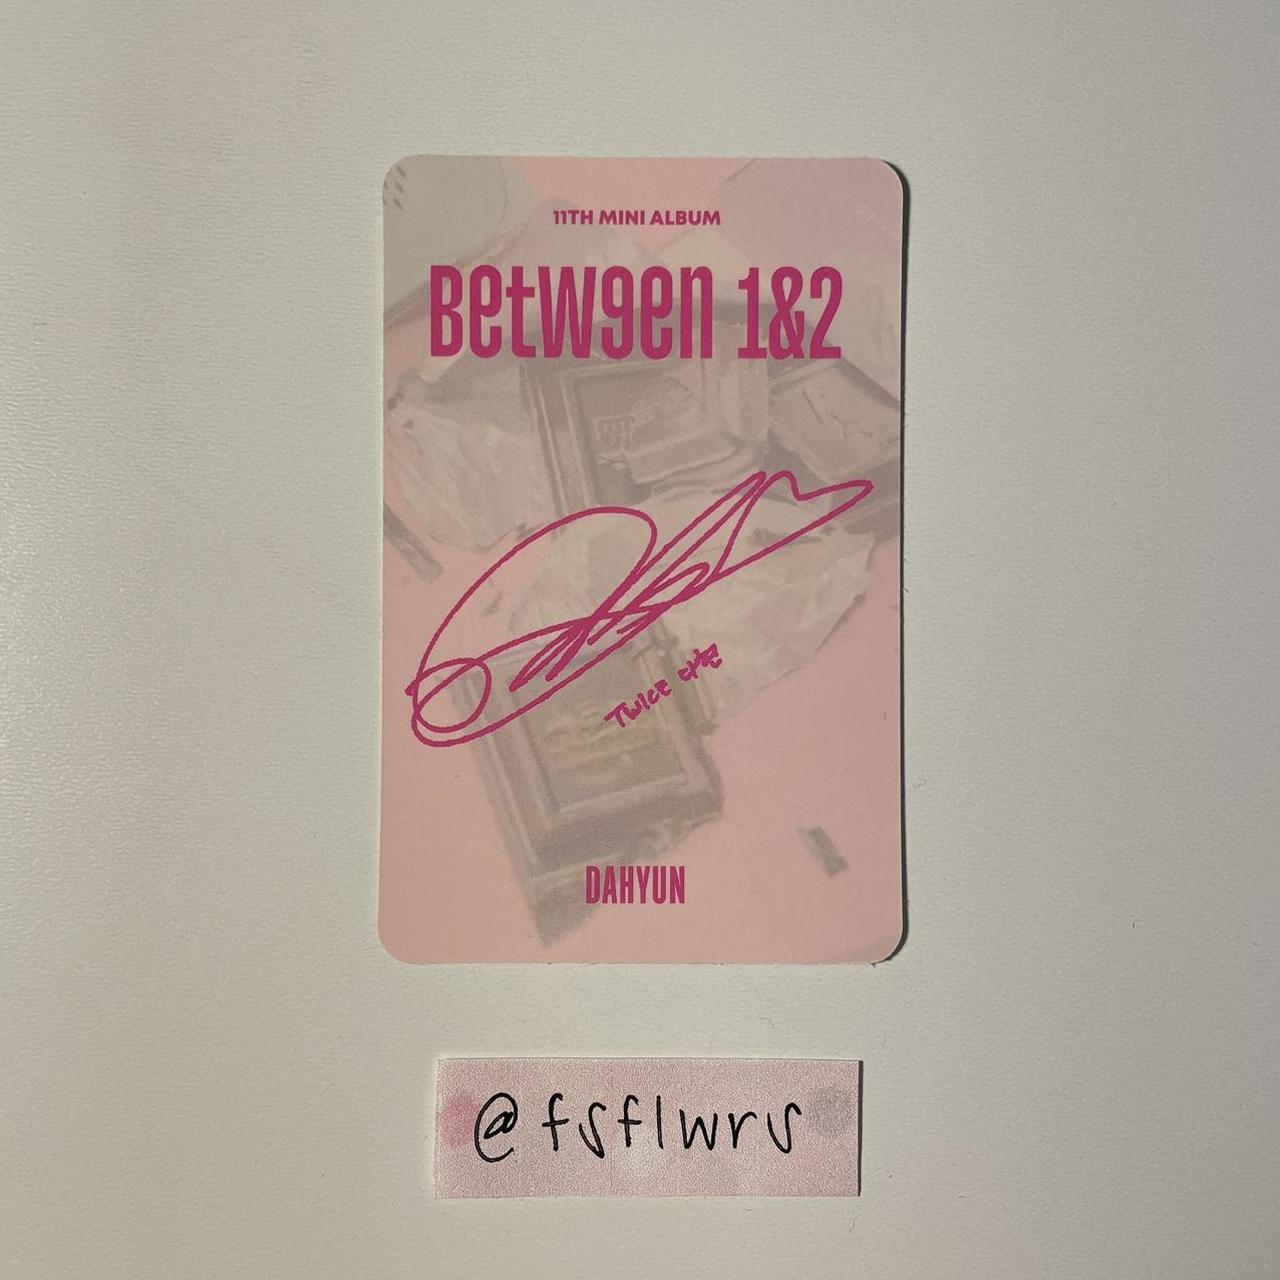 11TH MINI ALBUM
BetW9en 1&2
TWICE 다현
DAHYUN
@fsflwrs